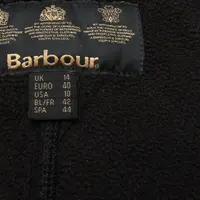 Barbour
UK 14
EURO 40
USA 10
BL/FR 42
SPA 44